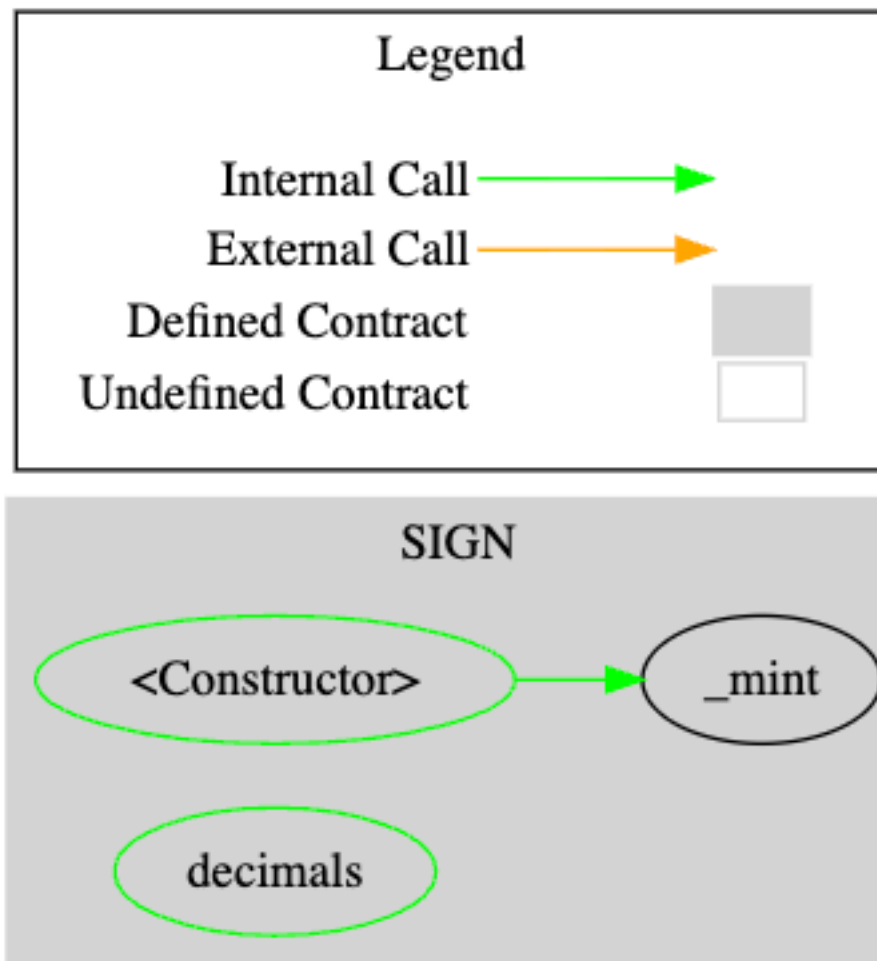 Legend
Internal Call
External Call
Defined Contract
Undefined Contract
SIGN
<Constructor>
_mint
decimals